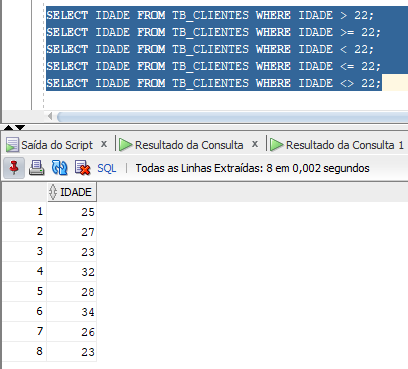 SELECT IDADE FROM TB_CLIENTES WHERE IDADE > 22;
SELECT IDADE FROM TB_CLIENTES WHERE IDADE >= 22;
SELECT IDADE FROM TB_CLIENTES WHERE IDADE < 22;
SELECT IDADE FROM TB_CLIENTES WHERE IDADE <= 22;
SELECT IDADE FROM TB_CLIENTES WHERE IDADE <> 22;
Saída do Script x Resultado da Consulta x Resultado da Consulta 1
SQL | Todas as Linhas Extraídas: 8 em 0,002 segundos
IDADE
1 25
2 27
3 23
4 32
5 28
6 34
7 26
8 23